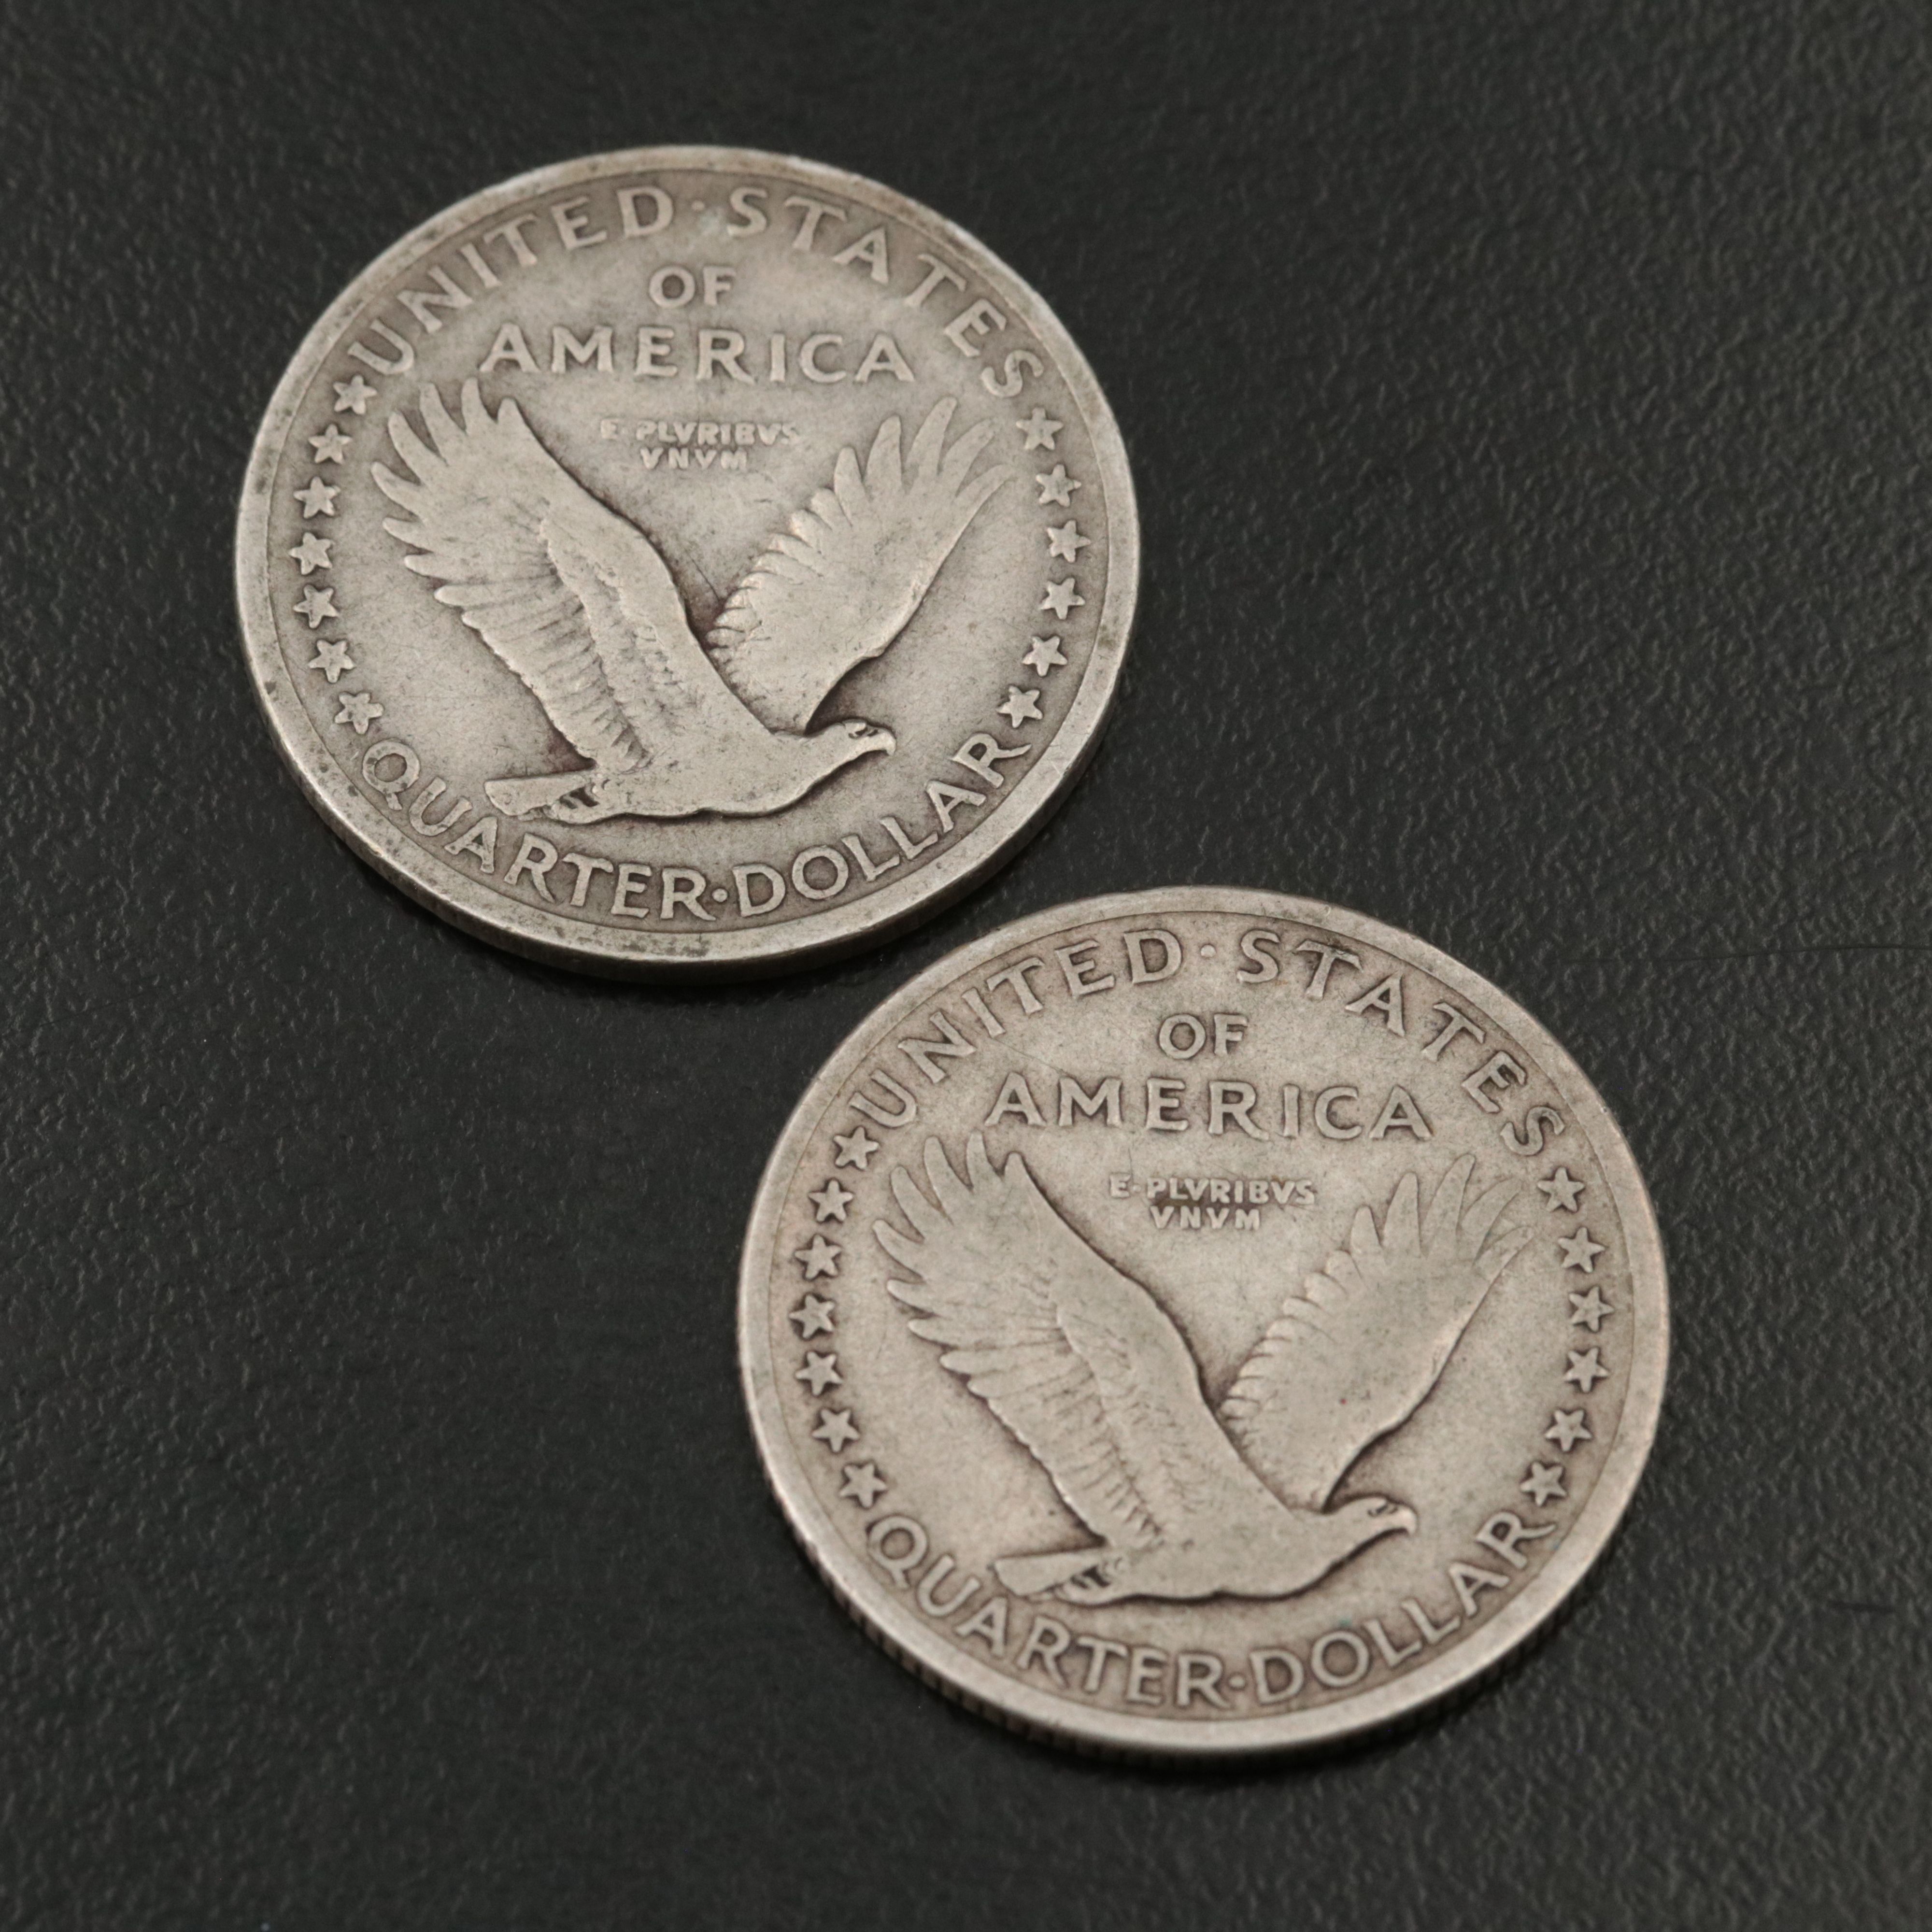 UNITED·STATES
OF
AMERICA
E·PLVRIBVS
VNVM
QUARTER·DOLLAR
UNITED·STATES
OF
AMERICA
E·PLVRIBVS
VNVM
QUARTER·DOLLAR